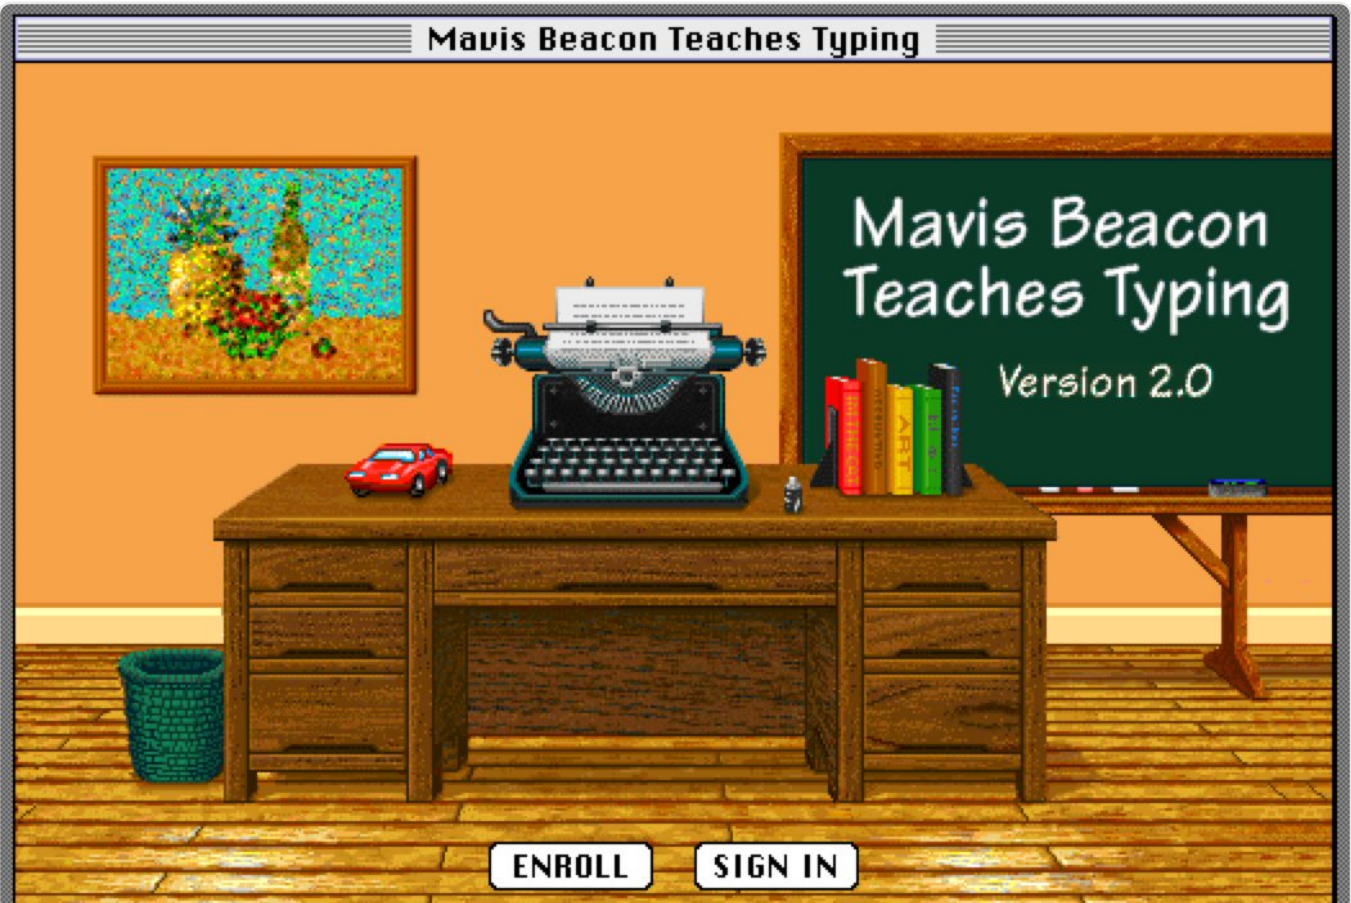 Mavis Beacon Teaches Typing
Mavis Beacon
Teaches Typing
Version 2.0
ART
ENROLL
SIGN IN